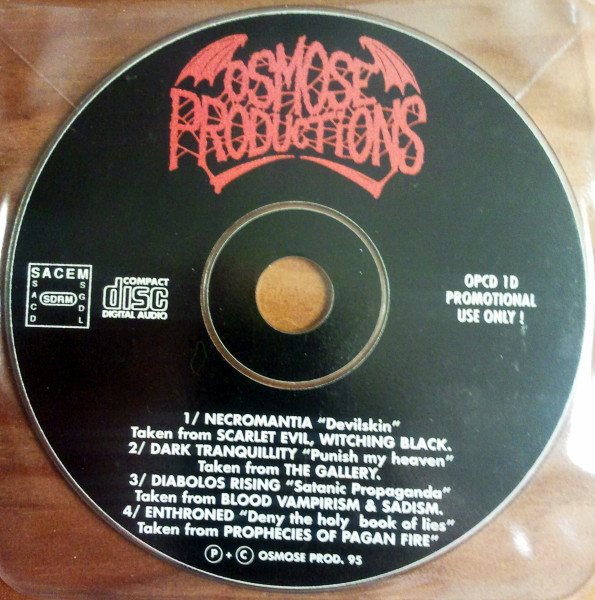 OSMOSE
PRODUCTIONS
SACEM
SACD
SDRM
SGDL
COMPACT
disc
DIGITAL AUDIO
OPCD 1D
PROMOTIONAL
USE ONLY !
1/ NECROMANTIA "Devilskin"
Taken from SCARLET EVIL, WITCHING BLACK.
2/ DARK TRANQUILLITY "Punish my heaven"
Taken from THE GALLERY.
3/ DIABOLOS RISING "Satanic Propaganda"
Taken from BLOOD VAMPIRISM & SADISM.
4/ ENTHRONED "Deny the holy book of lies"
Taken from PROPHECIES OF PAGAN FIRE"
Ⓟ + Ⓒ OSMOSE PROD. 95